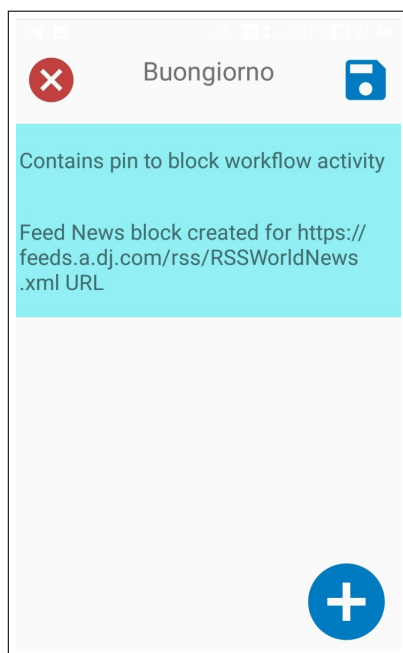 Buongiorno
Contains pin to block workflow activity
Feed News block created for https://
feeds.a.dj.com/rss/RSSWorldNews
.xml URL